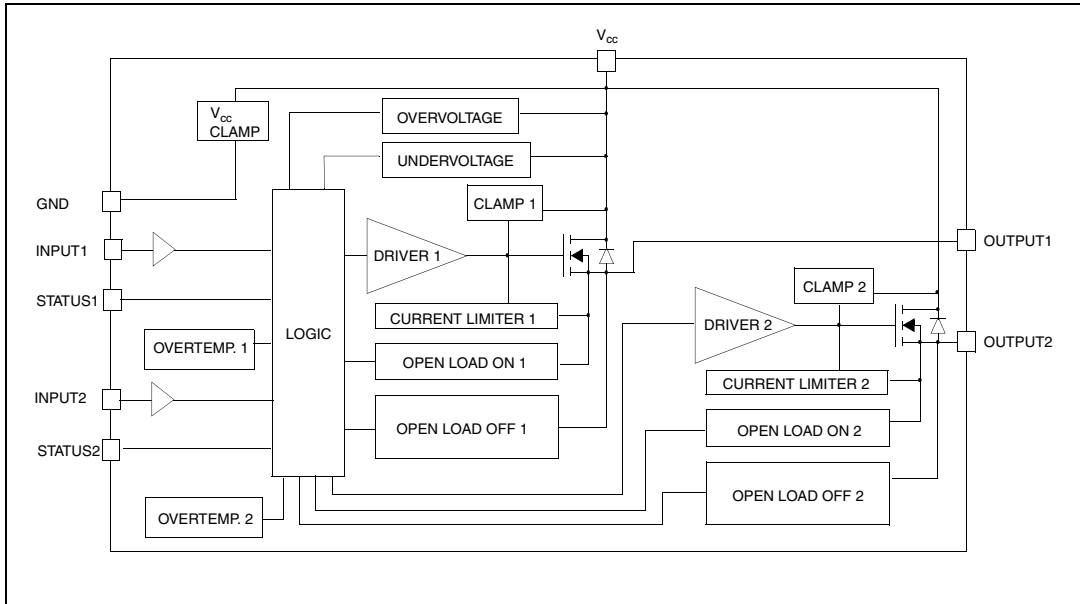 Vcc
Vcc
CLAMP
OVERVOLTAGE
UNDERVOLTAGE
GND
CLAMP 1
INPUT1
DRIVER 1
OUTPUT1
STATUS1
CLAMP 2
LOGIC
CURRENT LIMITER 1
DRIVER 2
OVERTEMP. 1
OUTPUT2
OPEN LOAD ON 1
CURRENT LIMITER 2
INPUT2
OPEN LOAD OFF 1
OPEN LOAD ON 2
STATUS2
OPEN LOAD OFF 2
OVERTEMP. 2